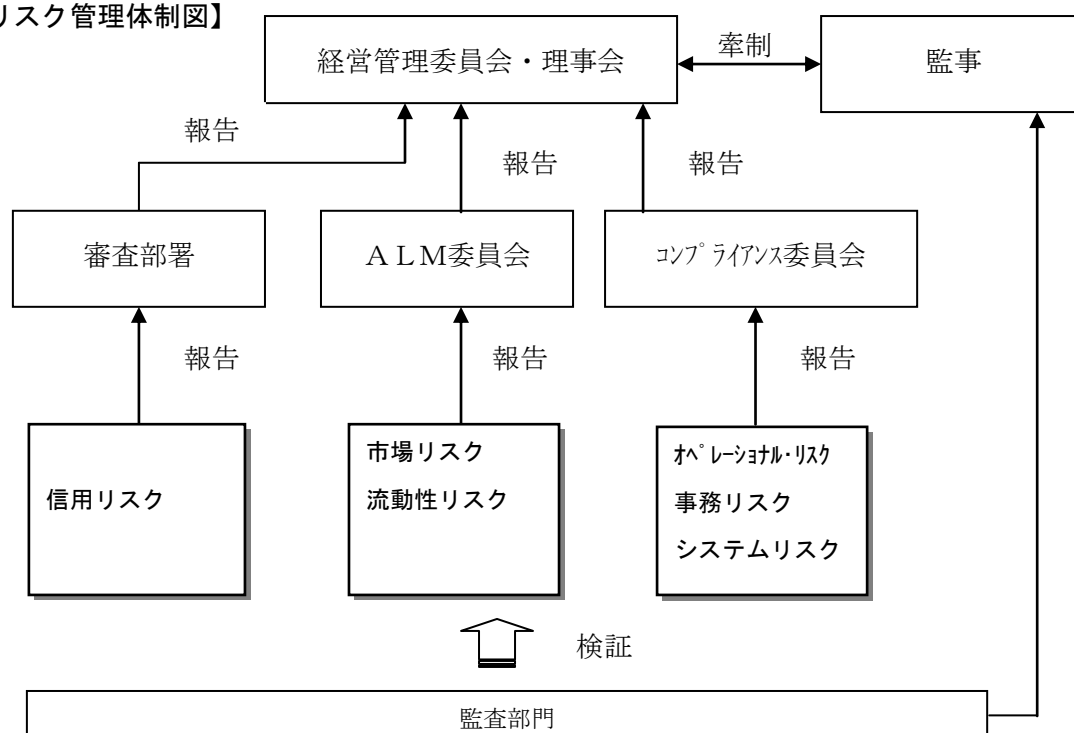 リスク管理体制図】
経営管理委員会・理事会
牽制
監事
報告
報告
報告
審査部署
ＡＬＭ委員会
ｺﾝﾌﾟﾗｲｱﾝｽ委員会
報告
報告
報告
信用リスク
市場リスク
流動性リスク
ｵﾍﾟﾚｰｼｮﾅﾙ･ﾘｽｸ
事務リスク
システムリスク
検証
監査部門